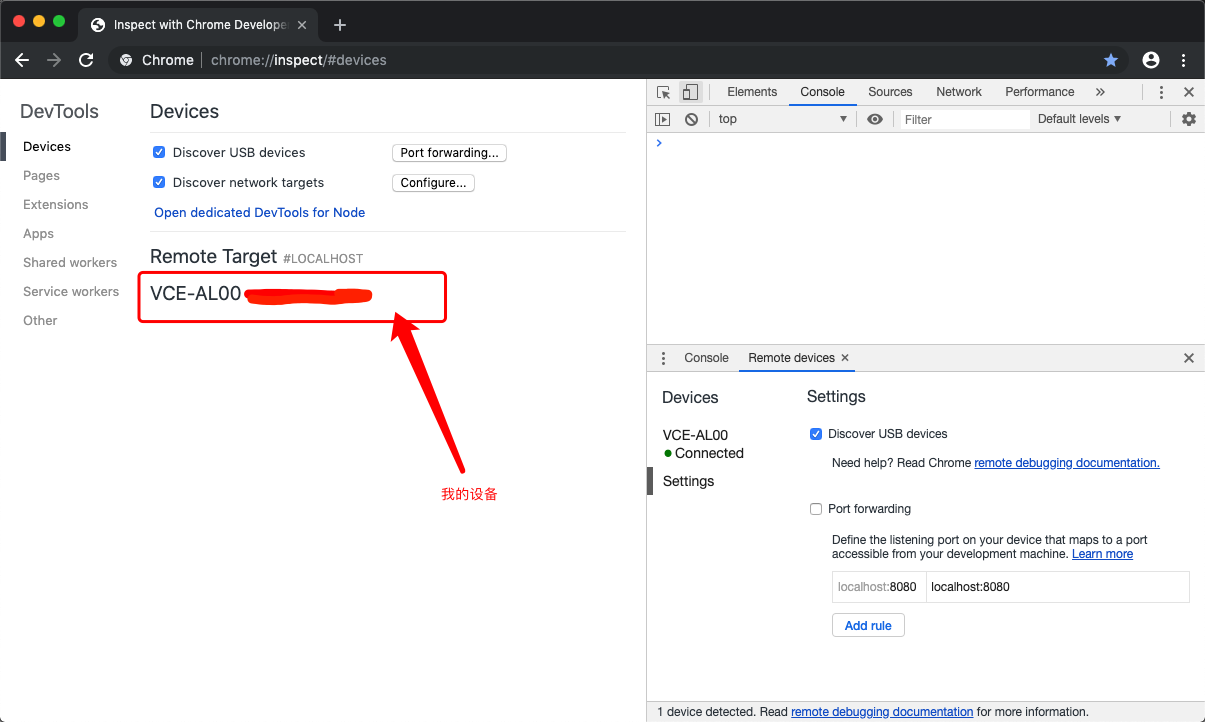 Inspect with Chrome Develope
Chrome
chrome://inspect/#devices
DevTools
Devices
Pages
Extensions
Apps
Shared workers
Service workers
Other
Devices
Discover USB devices
Port forwarding...
Discover network targets
Configure...
Open dedicated DevTools for Node
Remote Target #LOCALHOST
VCE-AL00
我的设备
Elements Console Sources Network Performance »
top Filter Default levels
Console Remote devices
Devices
VCE-AL00
Connected
Settings
Settings
Discover USB devices
Need help? Read Chrome remote debugging documentation.
Port forwarding
Define the listening port on your device that maps to a port
accessible from your development machine. Learn more
localhost:8080 localhost:8080
Add rule
1 device detected. Read remote debugging documentation for more information.